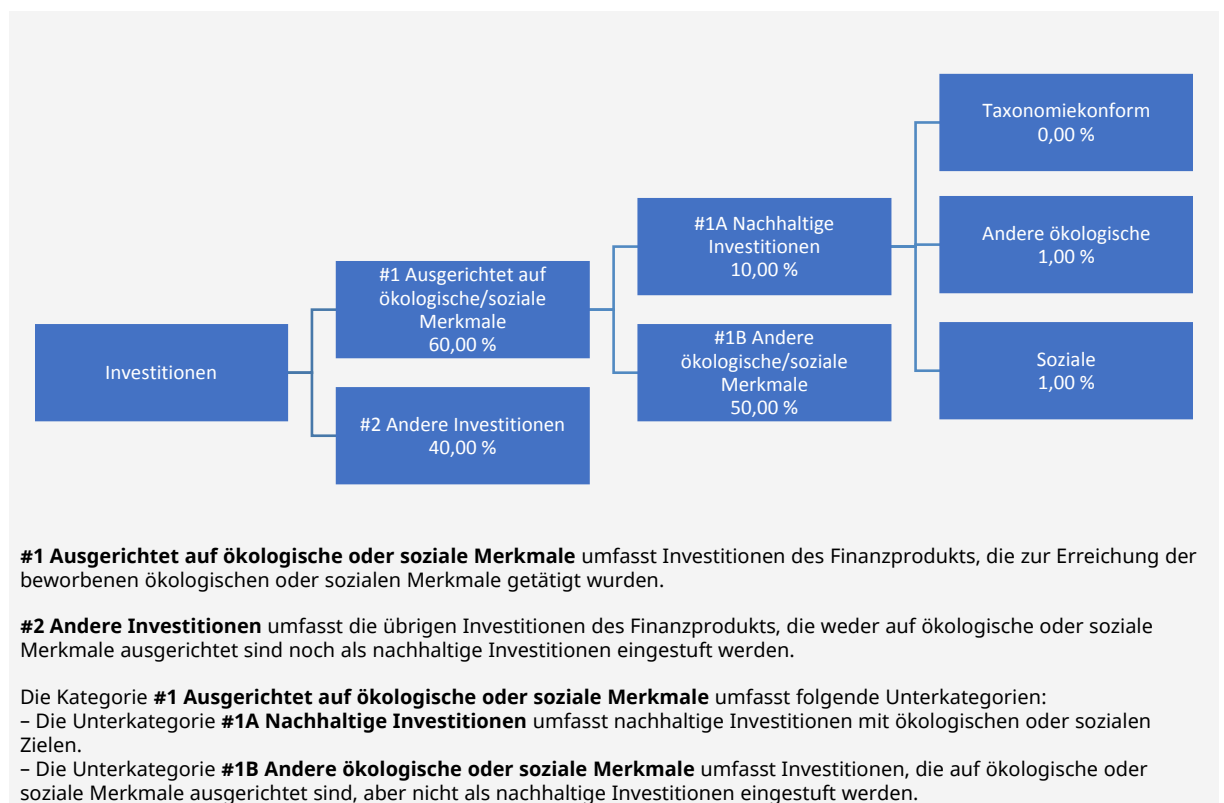 Investitionen
#1 Ausgerichtet auf
ökologische/soziale
Merkmale
60,00 %
#2 Andere Investitionen
40,00 %
#1A Nachhaltige
Investitionen
10,00 %
#1B Andere
ökologische/soziale
Merkmale
50,00 %
Taxonomiekonform
0,00 %
Andere ökologische
1,00 %
Soziale
1,00 %
#1 Ausgerichtet auf ökologische oder soziale Merkmale umfasst Investitionen des Finanzprodukts, die zur Erreichung der
beworbenen ökologischen oder sozialen Merkmale getätigt wurden.
#2 Andere Investitionen umfasst die übrigen Investitionen des Finanzprodukts, die weder auf ökologische oder soziale
Merkmale ausgerichtet sind noch als nachhaltige Investitionen eingestuft werden.
Die Kategorie #1 Ausgerichtet auf ökologische oder soziale Merkmale umfasst folgende Unterkategorien:
– Die Unterkategorie #1A Nachhaltige Investitionen umfasst nachhaltige Investitionen mit ökologischen oder sozialen
Zielen.
– Die Unterkategorie #1B Andere ökologische oder soziale Merkmale umfasst Investitionen, die auf ökologische oder
soziale Merkmale ausgerichtet sind, aber nicht als nachhaltige Investitionen eingestuft werden.